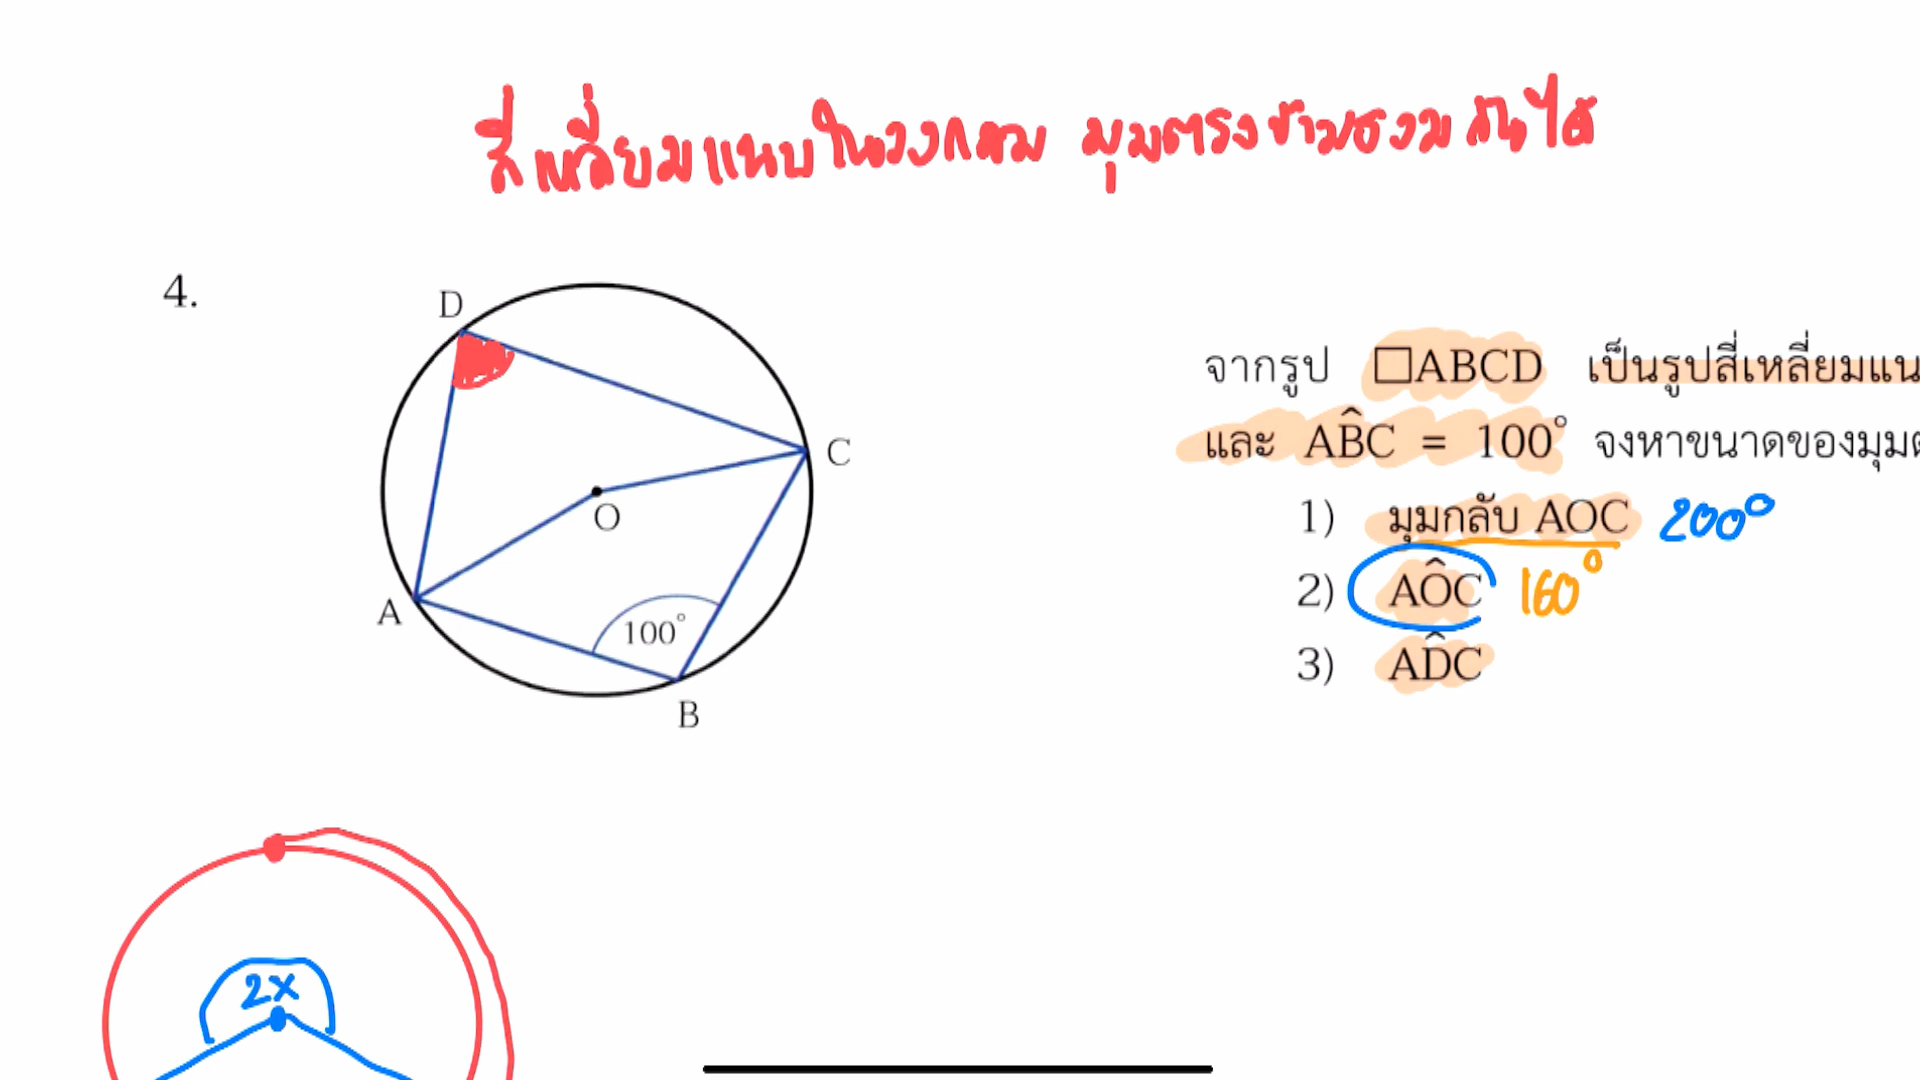 สี่เหลี่ยมแนบในวงกลม มุมตรงข้ามรวมกันได้
4.
D
C
O
A
100°
B
จากรูป □ABCD เป็นรูปสี่เหลี่ยมแน
และ AB̂C = 100° จงหาขนาดของมุมต
1) มุมกลับ AOC 200°
2) AÔC 160°
3) AD̂C
2x